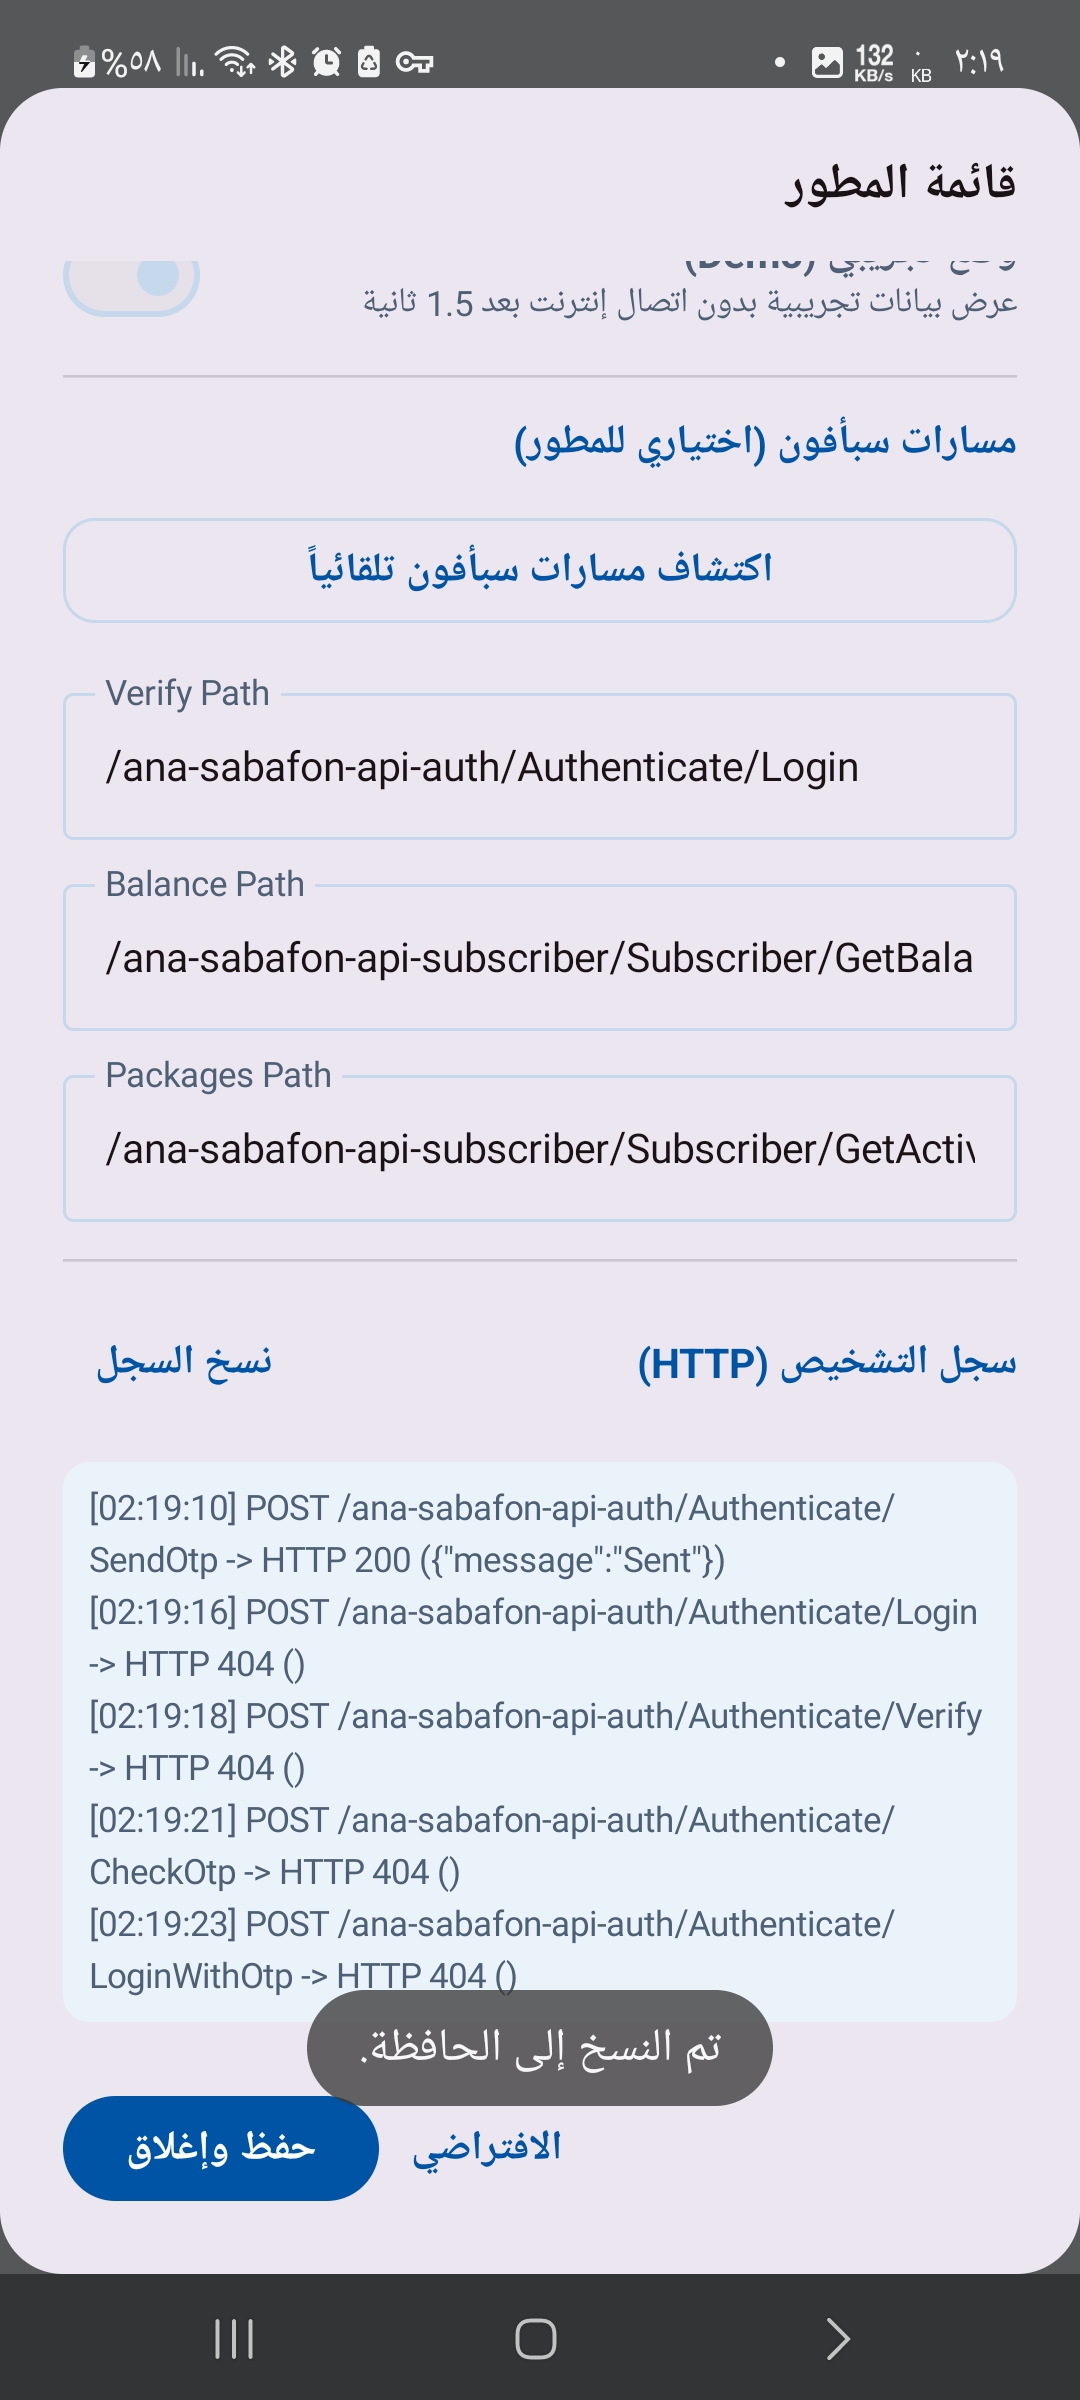 %٥٨
132
KB/s
KB
٢:١٩
قائمة المطور
وضع تجريبي (Demo)
عرض بيانات تجريبية بدون اتصال إنترنت بعد 1.5 ثانية
مسارات سبأفون (اختياري للمطور)
اكتشاف مسارات سبأفون تلقائياً
Verify Path
/ana-sabafon-api-auth/Authenticate/Login
Balance Path
/ana-sabafon-api-subscriber/Subscriber/GetBala
Packages Path
/ana-sabafon-api-subscriber/Subscriber/GetActiv
سجل التشخيص (HTTP)
نسخ السجل
[02:19:10] POST /ana-sabafon-api-auth/Authenticate/
SendOtp -> HTTP 200 ({"message":"Sent"})
[02:19:16] POST /ana-sabafon-api-auth/Authenticate/Login
-> HTTP 404 ()
[02:19:18] POST /ana-sabafon-api-auth/Authenticate/Verify
-> HTTP 404 ()
[02:19:21] POST /ana-sabafon-api-auth/Authenticate/
CheckOtp -> HTTP 404 ()
[02:19:23] POST /ana-sabafon-api-auth/Authenticate/
LoginWithOtp -> HTTP 404 ()
تم النسخ إلى الحافظة.
الافتراضي
حفظ وإغلاق